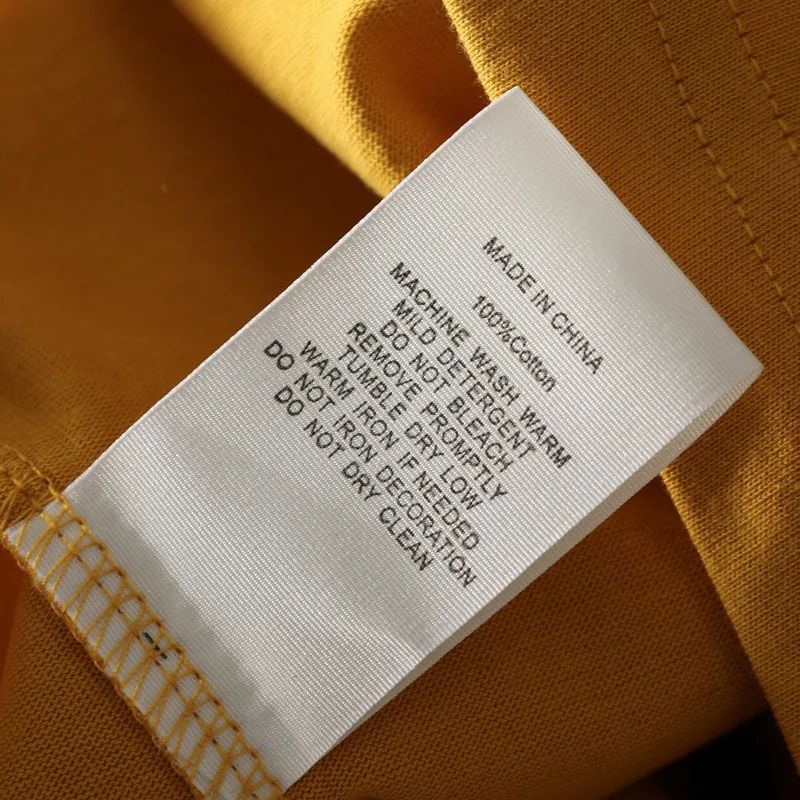 MADE IN CHINA
100%Cotton
MACHINE WASH WARM
MILD DETERGENT
DO NOT BLEACH
REMOVE PROMPTLY
TUMBLE DRY LOW
WARM IRON IF NEEDED
DO NOT IRON DECORATION
DO NOT DRY CLEAN